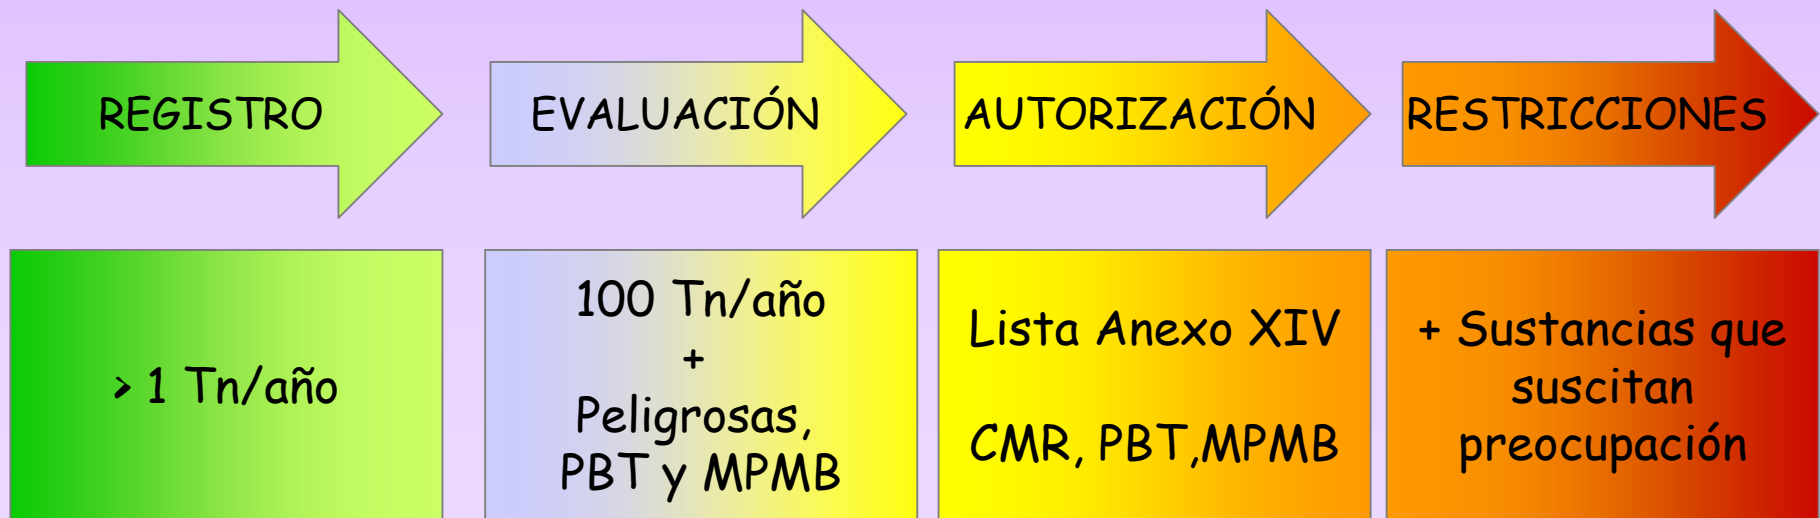 REGISTRO
EVALUACIÓN
AUTORIZACIÓN
RESTRICCIONES
> 1 Tn/año
100 Tn/año
+
Peligrosas,
PBT y MPMB
Lista Anexo XIV
CMR, PBT,MPMB
+ Sustancias que
suscitan
preocupación